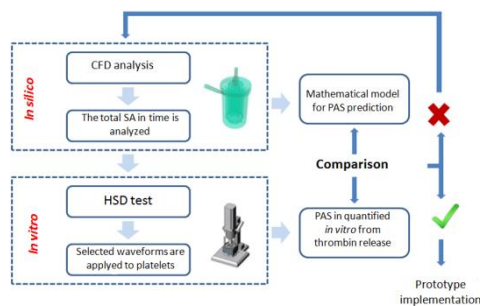 In silico
CFD analysis
The total SA in time is
analyzed
Mathematical model
for PAS prediction
Comparison
In vitro
HSD test
Selected waveforms are
applyed to platelets
PAS in quantified
in vitro from
thrombin release
Prototype
implementation